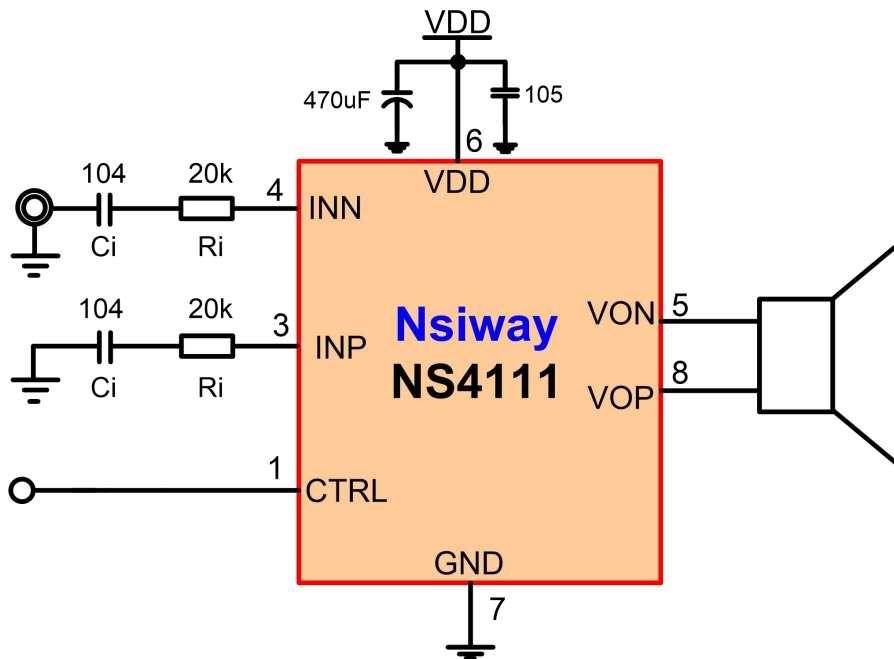 VDD
470uF
105
6
VDD
104
20k
4
INN
Ci
Ri
104
20k
3
INP
Ci
Ri
Nsiway
NS4111
VON
5
VOP
8
1
CTRL
GND
7